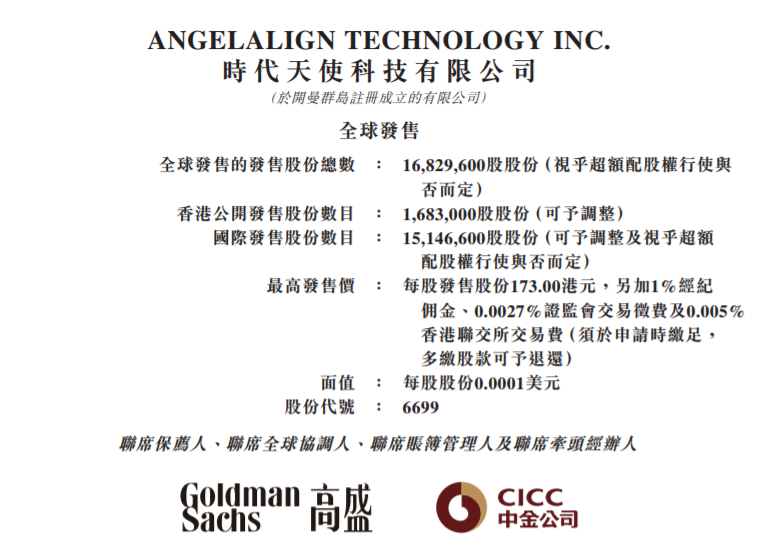 ANGELALIGN TECHNOLOGY INC.
時代天使科技有限公司
(於開曼群島註冊成立的有限公司)
全球發售
全球發售的發售股份總數 : 16,829,600股股份(視乎超額配股權行使與
否而定)
香港公開發售股份數目 : 1,683,000股股份(可予調整)
國際發售股份數目 : 15,146,600股股份(可予調整及視乎超額
配股權行使與否而定)
最高發售價 : 每股發售股份173.00港元,另加1%經紀
佣金、0.0027%證監會交易徵費及0.005%
香港聯交所交易費(須於申請時繳足,
多繳股款可予退還)
面值 : 每股股份0.0001美元
股份代號 : 6699
聯席保薦人、聯席全球協調人、聯席賬簿管理人及聯席牽頭經辦人
Goldman Sachs 高盛
CICC
中金公司